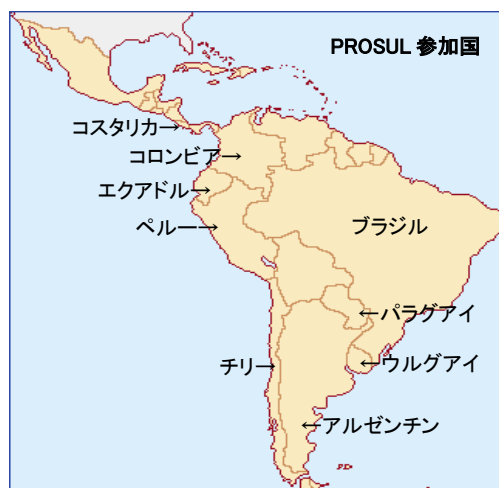 PROSUL 参加国
コスタリカ→
コロンビア→
エクアドル→
ペルー→
ブラジル
←パラグアイ
チリ→
←ウルグアイ
←アルゼンチン